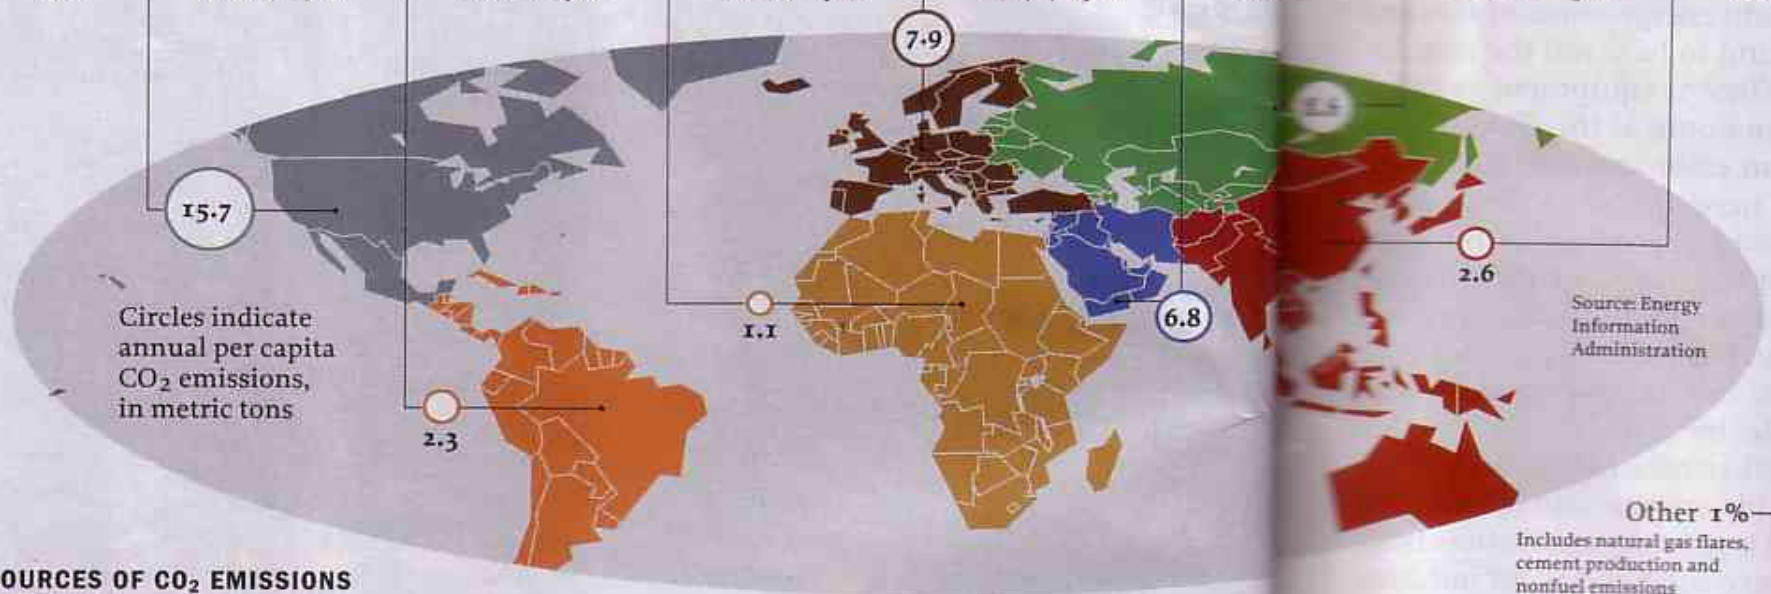 7.9
15.7
2.6
Circles indicate
annual per capita
CO₂ emissions,
in metric tons
1.1
6.8
Source: Energy
Information
Administration
2.3
Other 1%
Includes natural gas flares,
cement production and
nonfuel emissions
OURCES OF CO₂ EMISSIONS